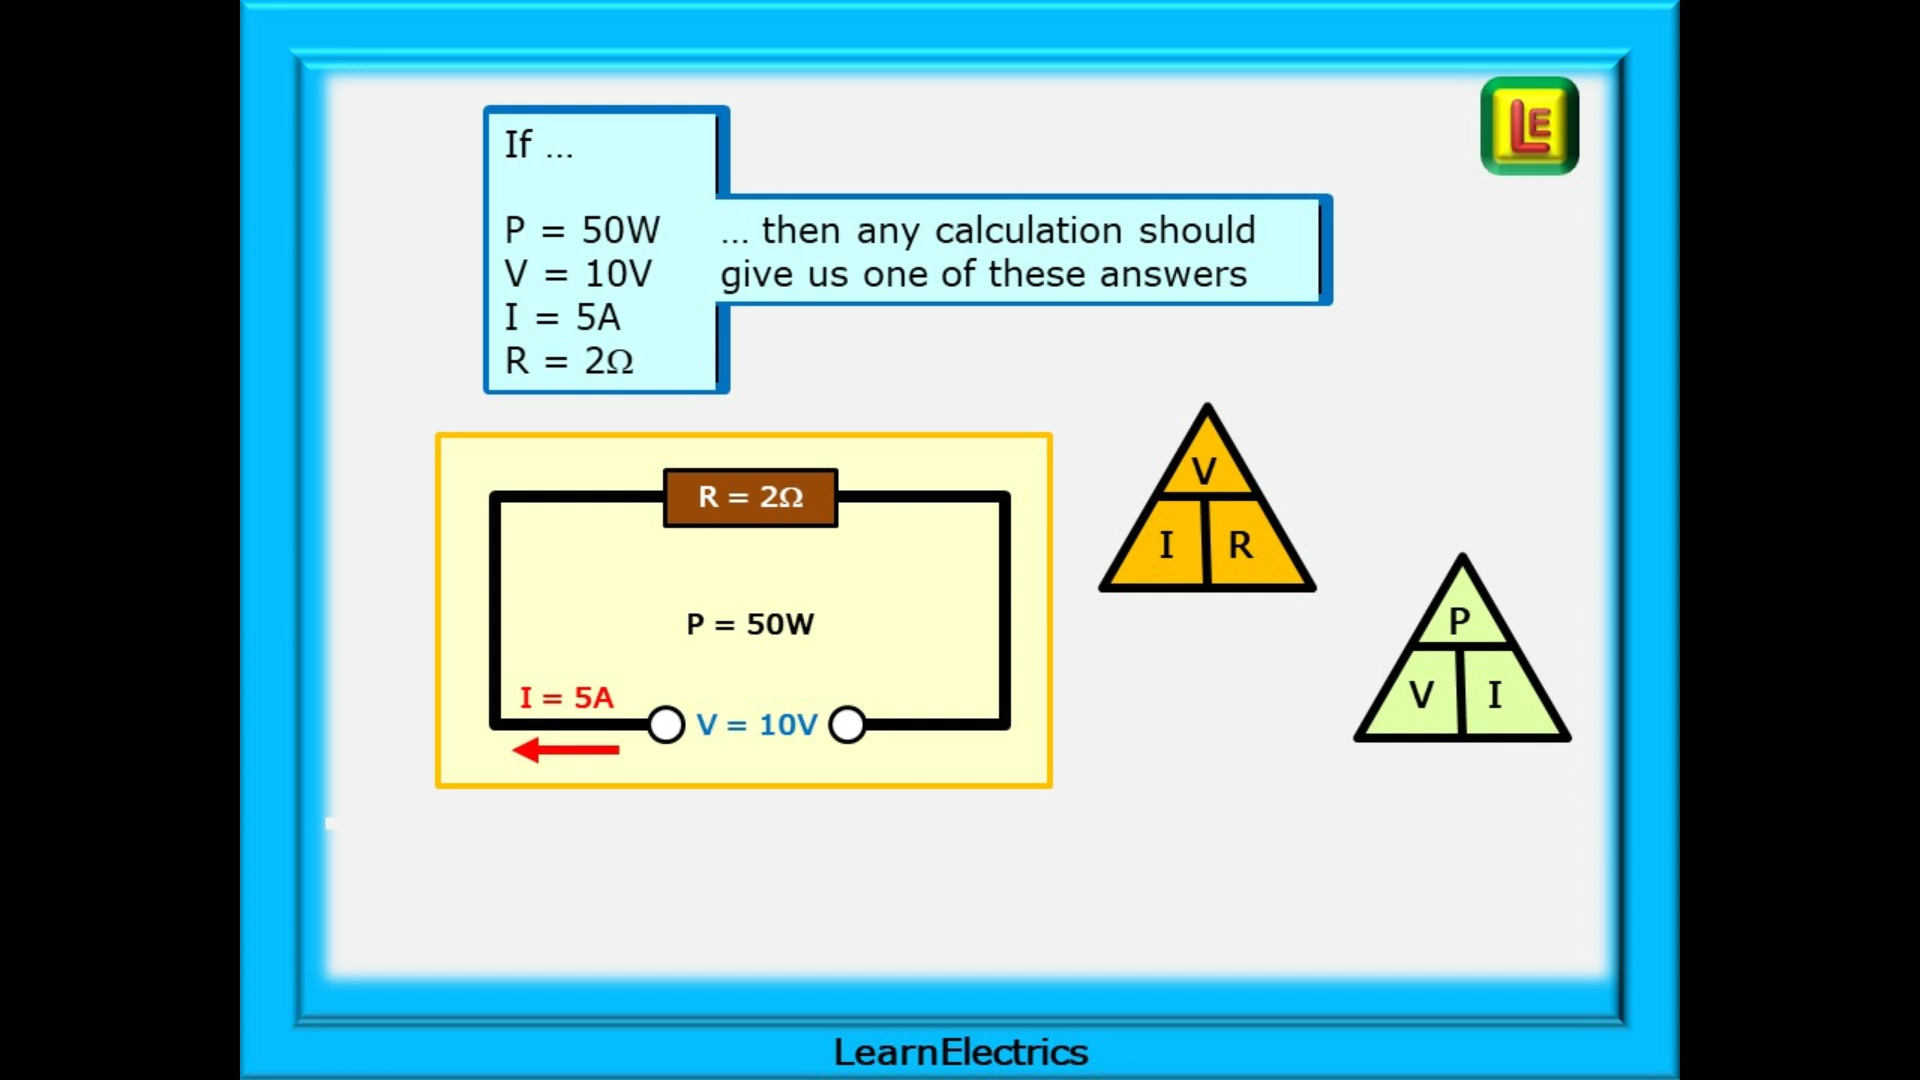 LE
If ...
P = 50W
V = 10V
I = 5A
R = 2Ω
... then any calculation should
give us one of these answers
R = 2Ω
P = 50W
I = 5A
V = 10V
V
I R
P
V I
LearnElectrics